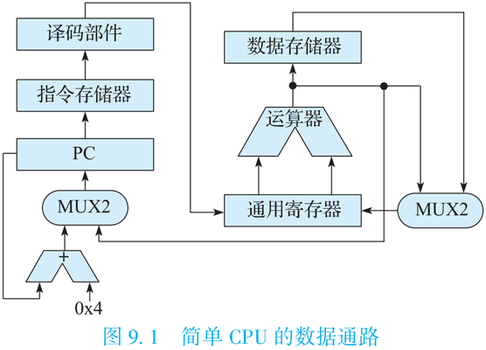 译码部件
数据存储器
指令存储器
运算器
PC
MUX2
通用寄存器
MUX2
+
0x4
图 9.1 简单 CPU 的数据通路